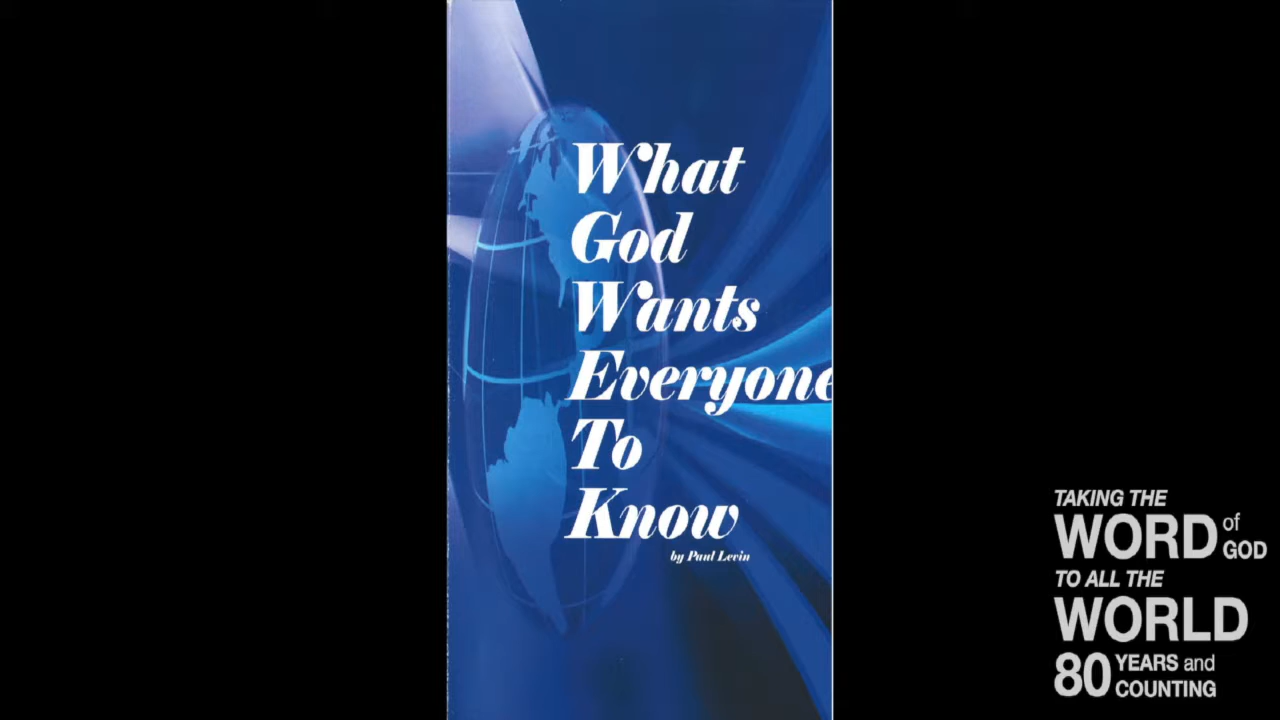 What
God
Wants
Everyone
To
Know
by Paul Levin
TAKING THE
WORD of GOD
TO ALL THE
WORLD
80 YEARS and
COUNTING